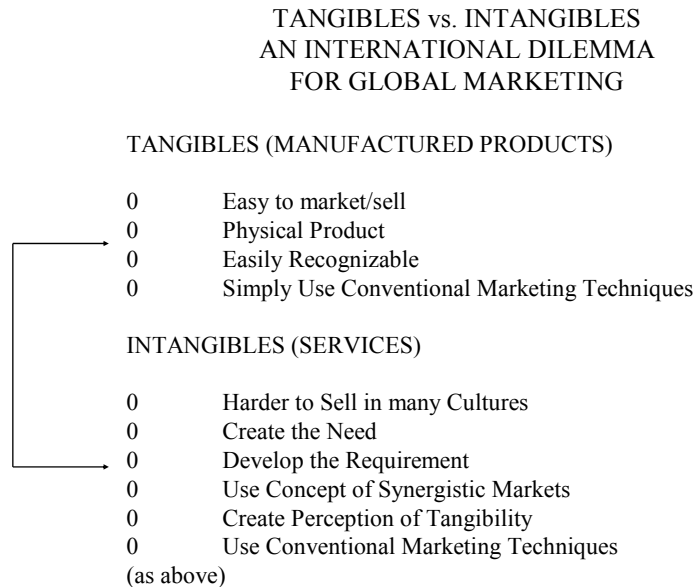 TANGIBLES vs. INTANGIBLES
AN INTERNATIONAL DILEMMA
FOR GLOBAL MARKETING
TANGIBLES (MANUFACTURED PRODUCTS)
0 Easy to market/sell
0 Physical Product
0 Easily Recognizable
0 Simply Use Conventional Marketing Techniques
INTANGIBLES (SERVICES)
0 Harder to Sell in many Cultures
0 Create the Need
0 Develop the Requirement
0 Use Concept of Synergistic Markets
0 Create Perception of Tangibility
0 Use Conventional Marketing Techniques
(as above)